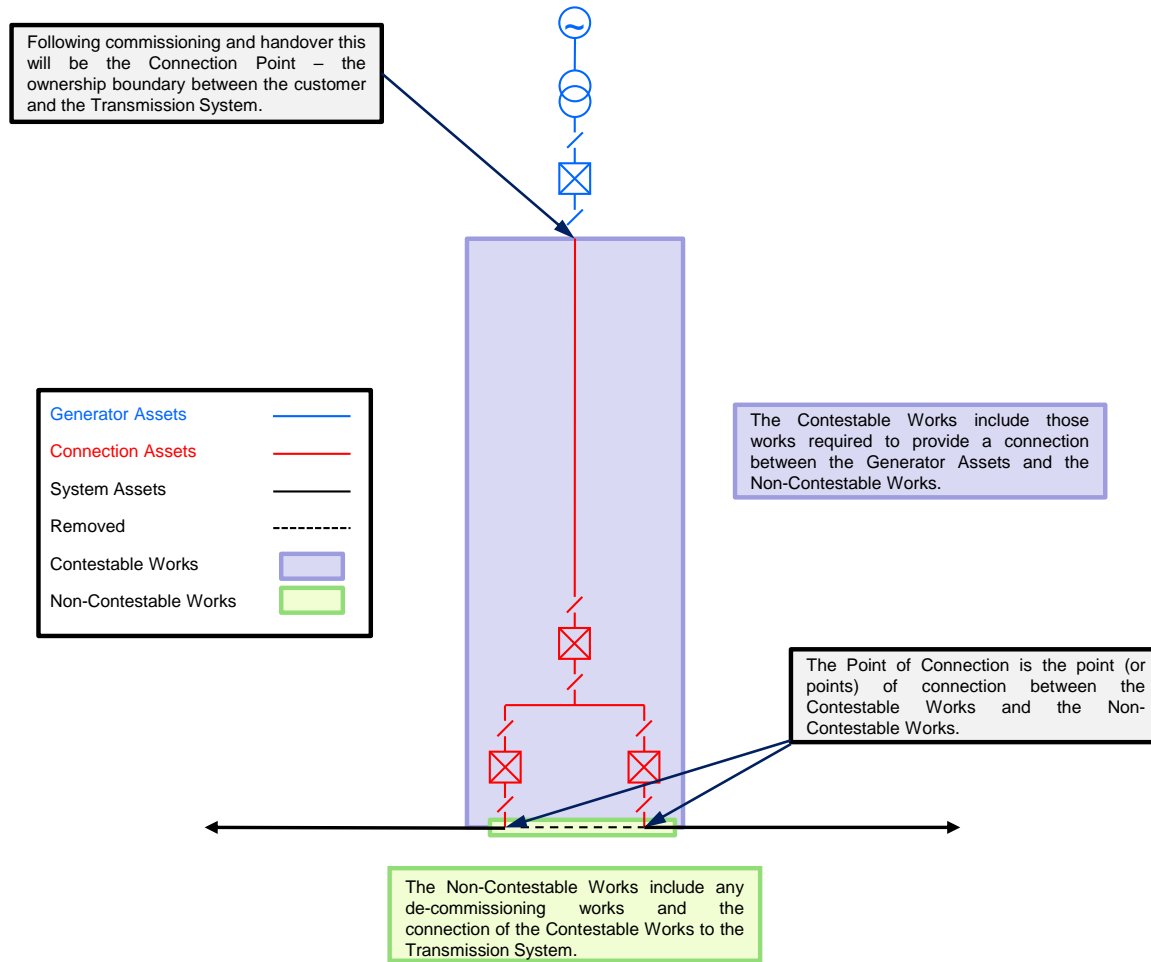 Following commissioning and handover this
will be the Connection Point – the
ownership boundary between the customer
and the Transmission System.
Generator Assets
Connection Assets
System Assets
Removed
Contestable Works
Non-Contestable Works
The Contestable Works include those
works required to provide a connection
between the Generator Assets and the
Non-Contestable Works.
The Point of Connection is the point (or
points) of connection between the
Contestable Works and the Non-
Contestable Works.
The Non-Contestable Works include any
de-commissioning works and the
connection of the Contestable Works to the
Transmission System.